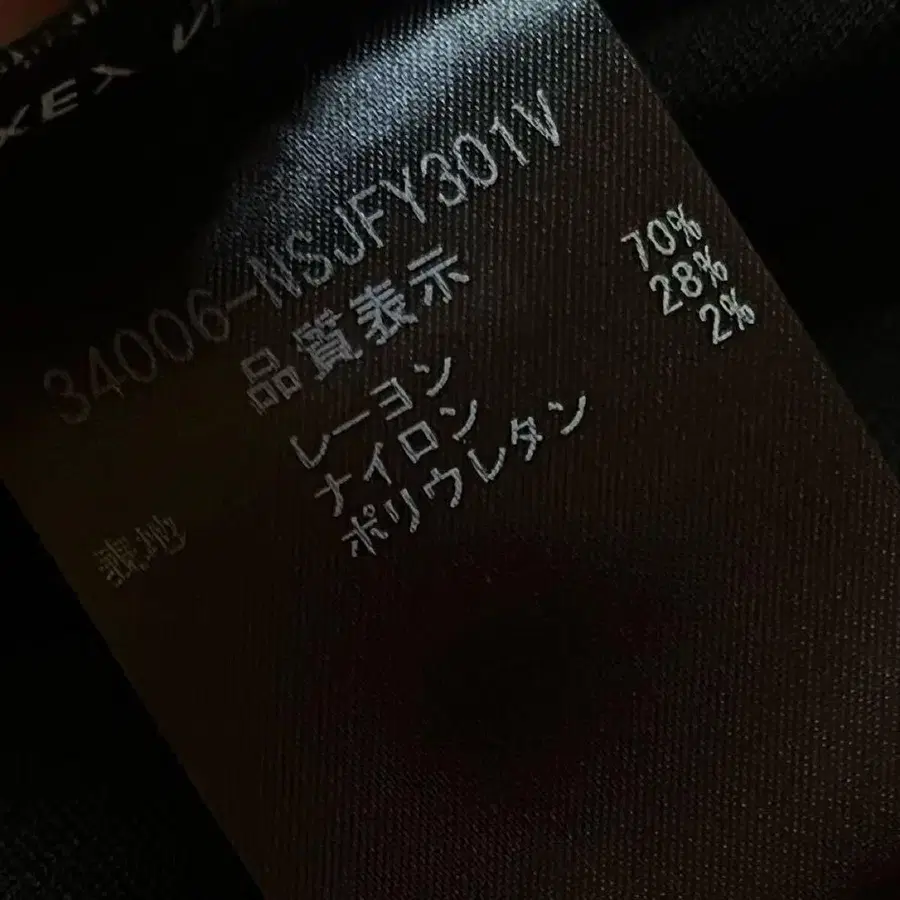 34006-NSJFY301V
品質表示
レーヨン 70%
ナイロン 28%
ポリウレタン 2%